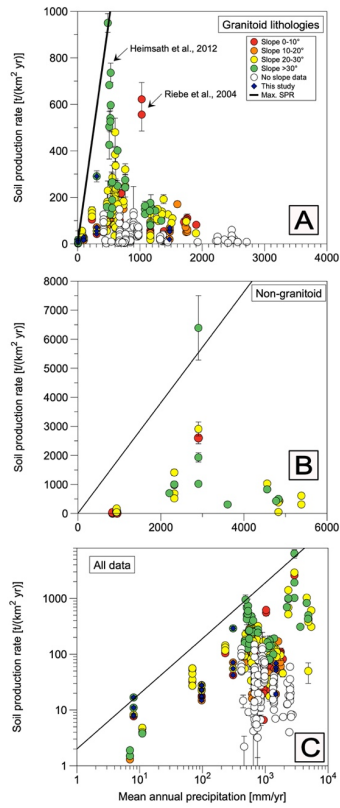 Granitoid lithologies
Heimsath et al., 2012
Riebe et al., 2004
Slope 0-10°
Slope 10-20°
Slope 20-30°
Slope >30°
No slope data
This study
Max. SPR
A
Soil production rate [t/(km² yr)]
1000
800
600
400
200
0
0 1000 2000 3000 4000
Non-granitoid
B
Soil production rate [t/(km² yr)]
8000
7000
6000
5000
4000
3000
2000
1000
0
0 2000 4000 6000
All data
C
Soil production rate [t/(km² yr)]
1000
100
10
1
1 10¹ 10² 10³ 10⁴
Mean annual precipitation [mm/yr]